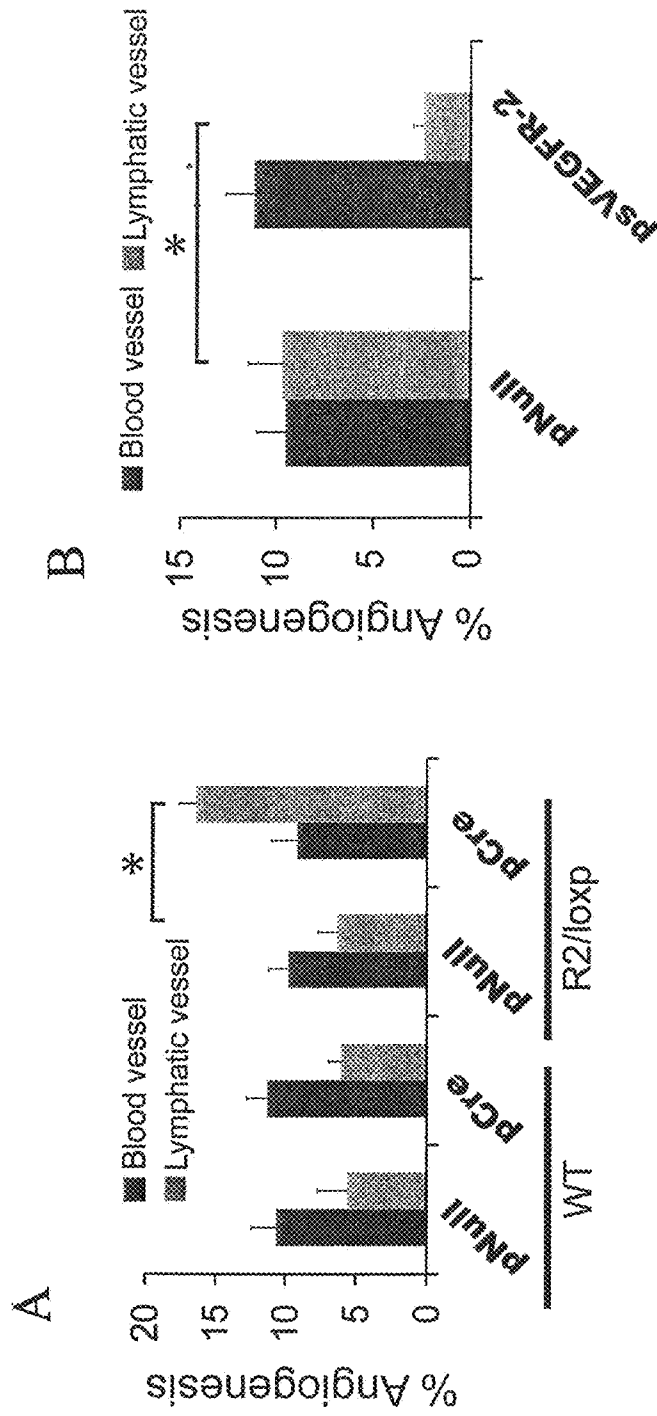 A
Blood vessel
Lymphatic vessel
*
% Angiogenesis
20
15
10
5
0
pNull
pCre
pNull
pCre
WT
R2/loxp
B
Blood vessel Lymphatic vessel
*
% Angiogenesis
15
10
5
0
pNull
psVEGFR-2